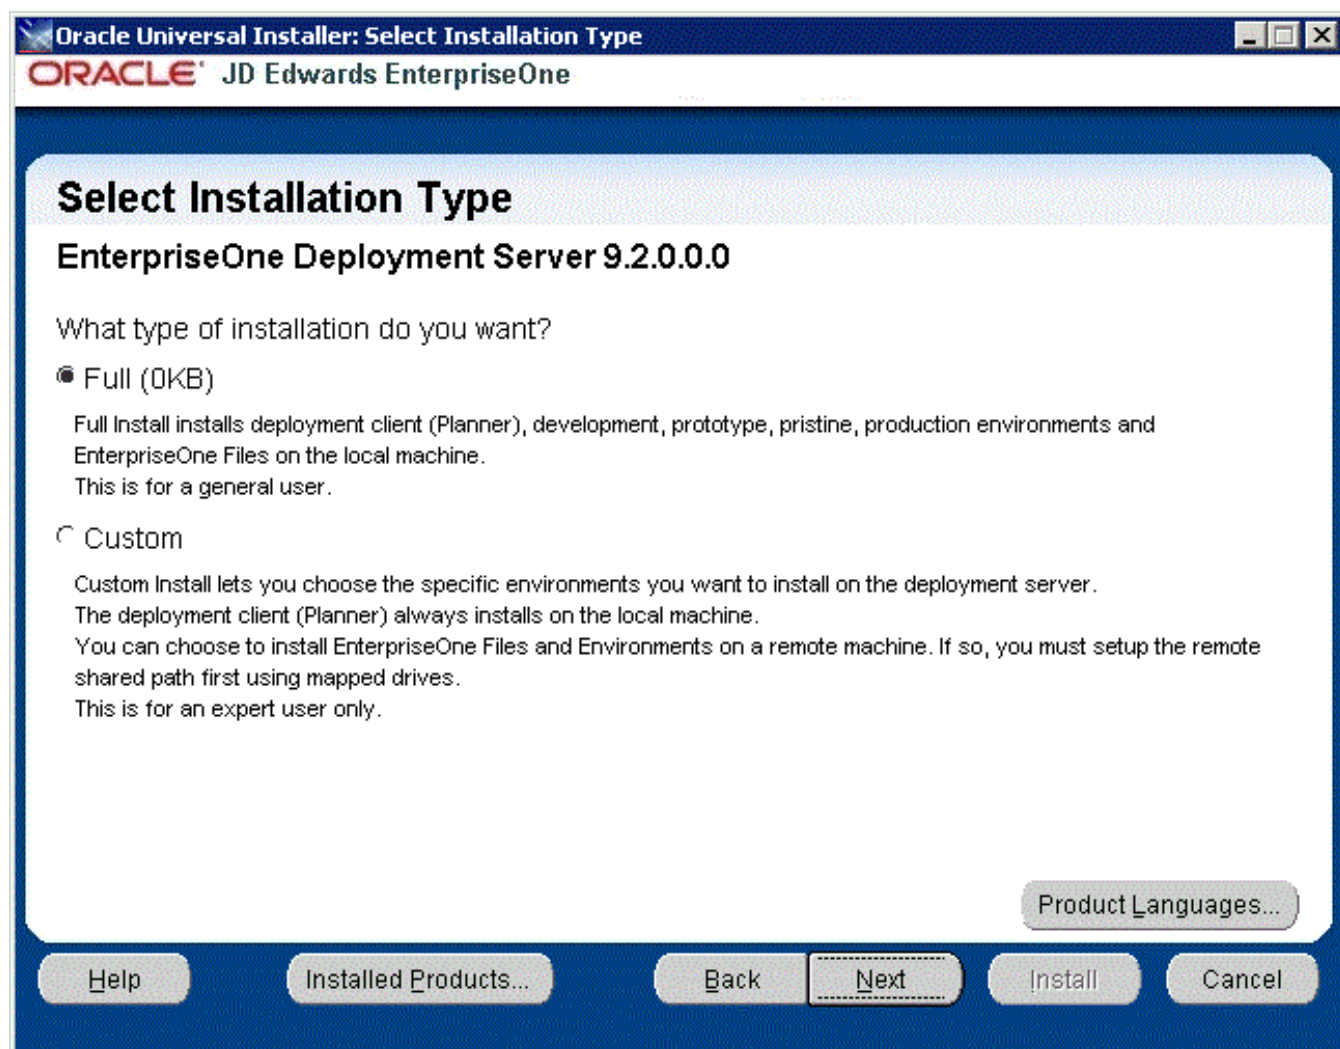 Oracle Universal Installer: Select Installation Type
ORACLE JD Edwards EnterpriseOne
Select Installation Type
EnterpriseOne Deployment Server 9.2.0.0.0
What type of installation do you want?
Full (0KB)
Full Install installs deployment client (Planner), development, prototype, pristine, production environments and
EnterpriseOne Files on the local machine.
This is for a general user.
Custom
Custom Install lets you choose the specific environments you want to install on the deployment server.
The deployment client (Planner) always installs on the local machine.
You can choose to install EnterpriseOne Files and Environments on a remote machine. If so, you must setup the remote
shared path first using mapped drives.
This is for an expert user only.
Product Languages...
Help Installed Products... Back Next Install Cancel